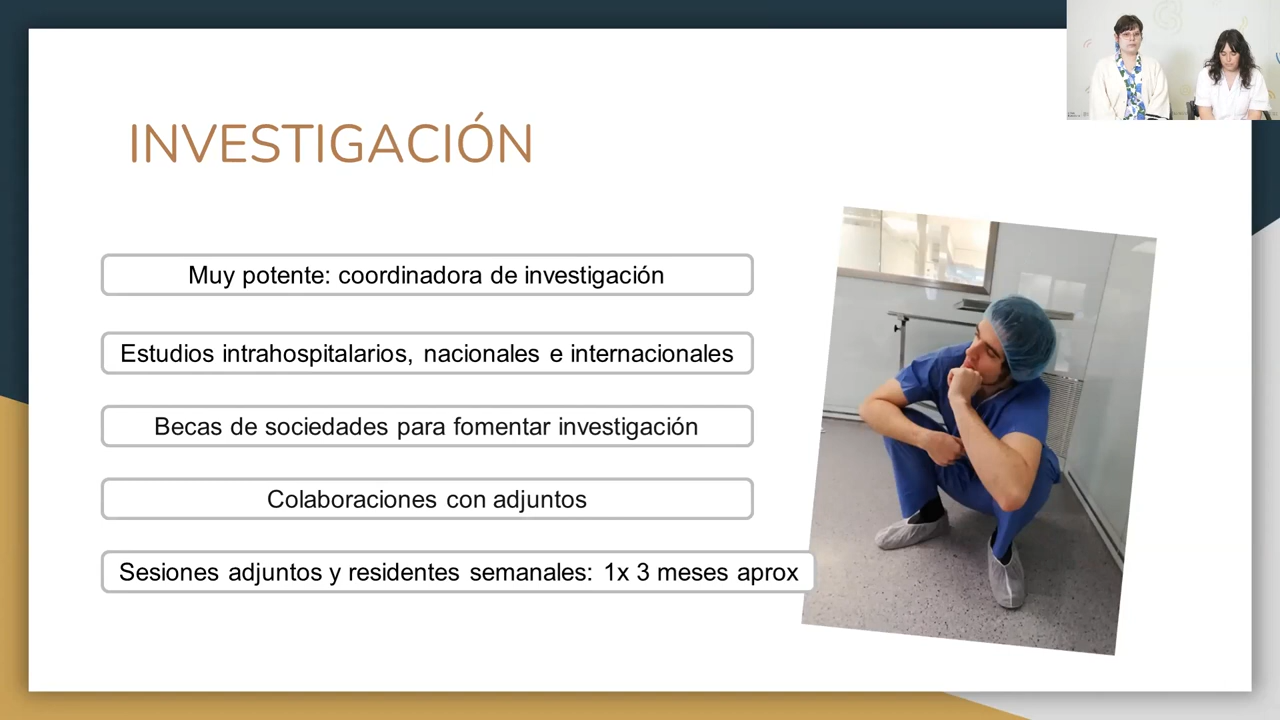 INVESTIGACIÓN
Muy potente: coordinadora de investigación
Estudios intrahospitalarios, nacionales e internacionales
Becas de sociedades para fomentar investigación
Colaboraciones con adjuntos
Sesiones adjuntos y residentes semanales: 1x 3 meses aprox